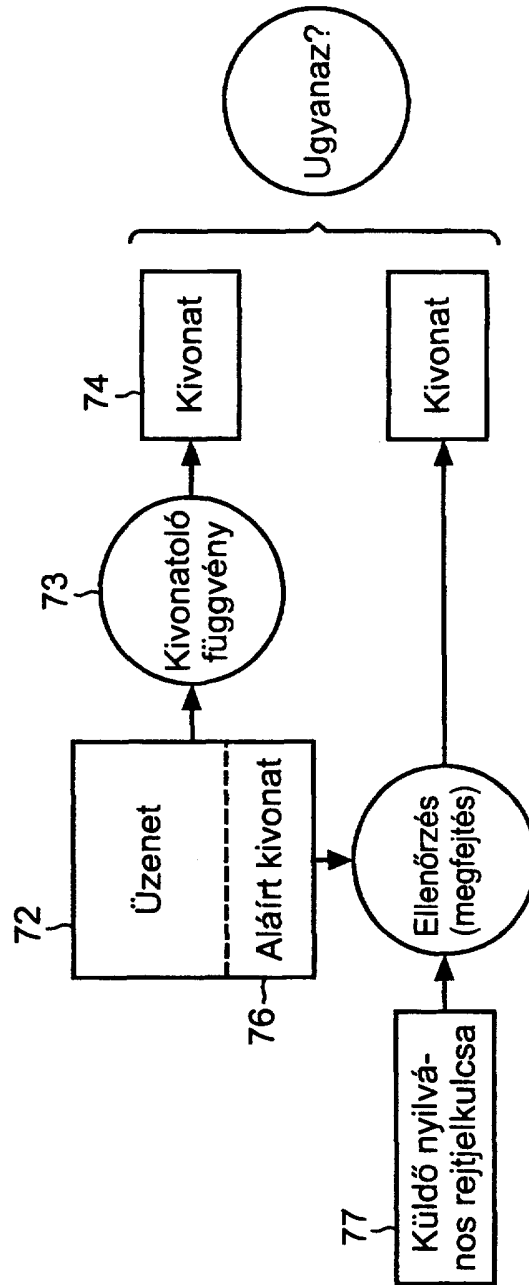 72
Üzenet
Aláírt kivonat
76
73
Kivonatoló
függvény
74
Kivonat
77
Küldő nyilvá-
nos rejtjelkulcsa
Ellenőrzés
(megfejtés)
Kivonat
Ugyanaz?